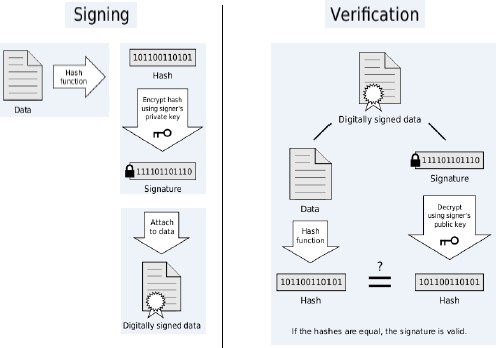 Signing
Data
Hash
function
101100110101
Hash
Encrypt hash
using signer's
private key
111101101110
Signature
Attach
to data
Digitally signed data
Verification
Digitally signed data
Data
Hash
function
101100110101
Hash
?
=
111101101110
Signature
Decrypt
using signer's
public key
101100110101
Hash
If the hashes are equal, the signature is valid.